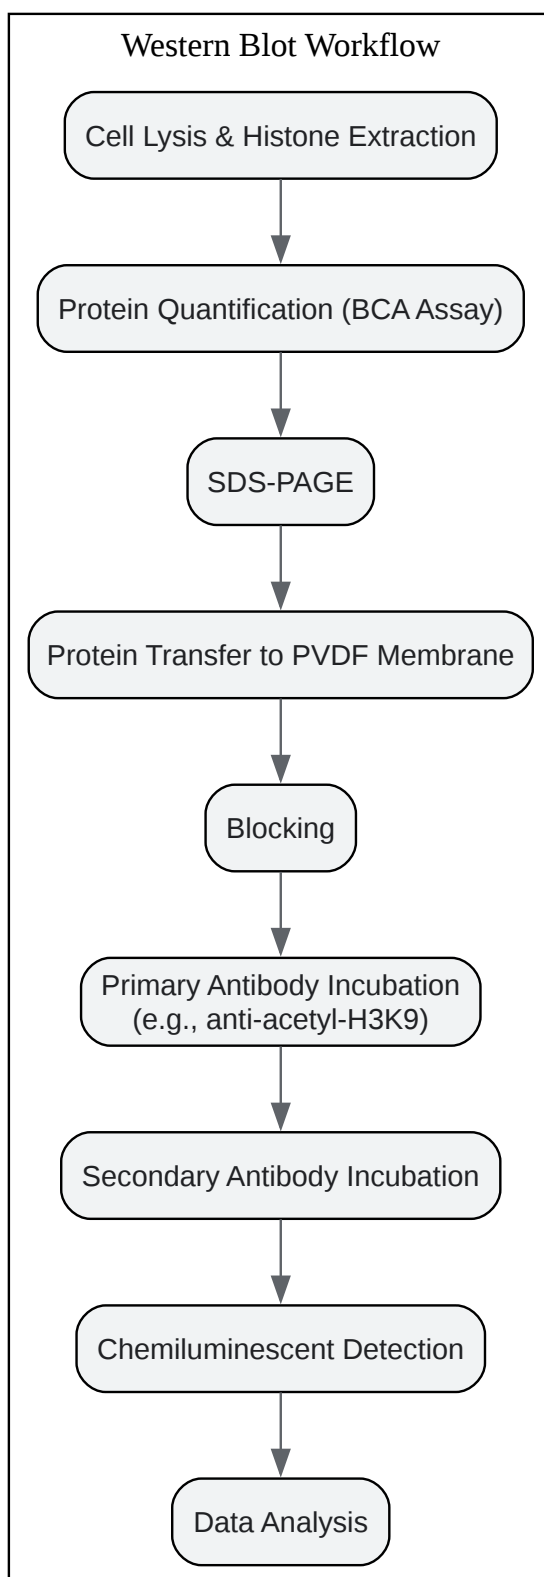 Western Blot Workflow
Cell Lysis & Histone Extraction
Protein Quantification (BCA Assay)
SDS-PAGE
Protein Transfer to PVDF Membrane
Blocking
Primary Antibody Incubation
(e.g., anti-acetyl-H3K9)
Secondary Antibody Incubation
Chemiluminescent Detection
Data Analysis